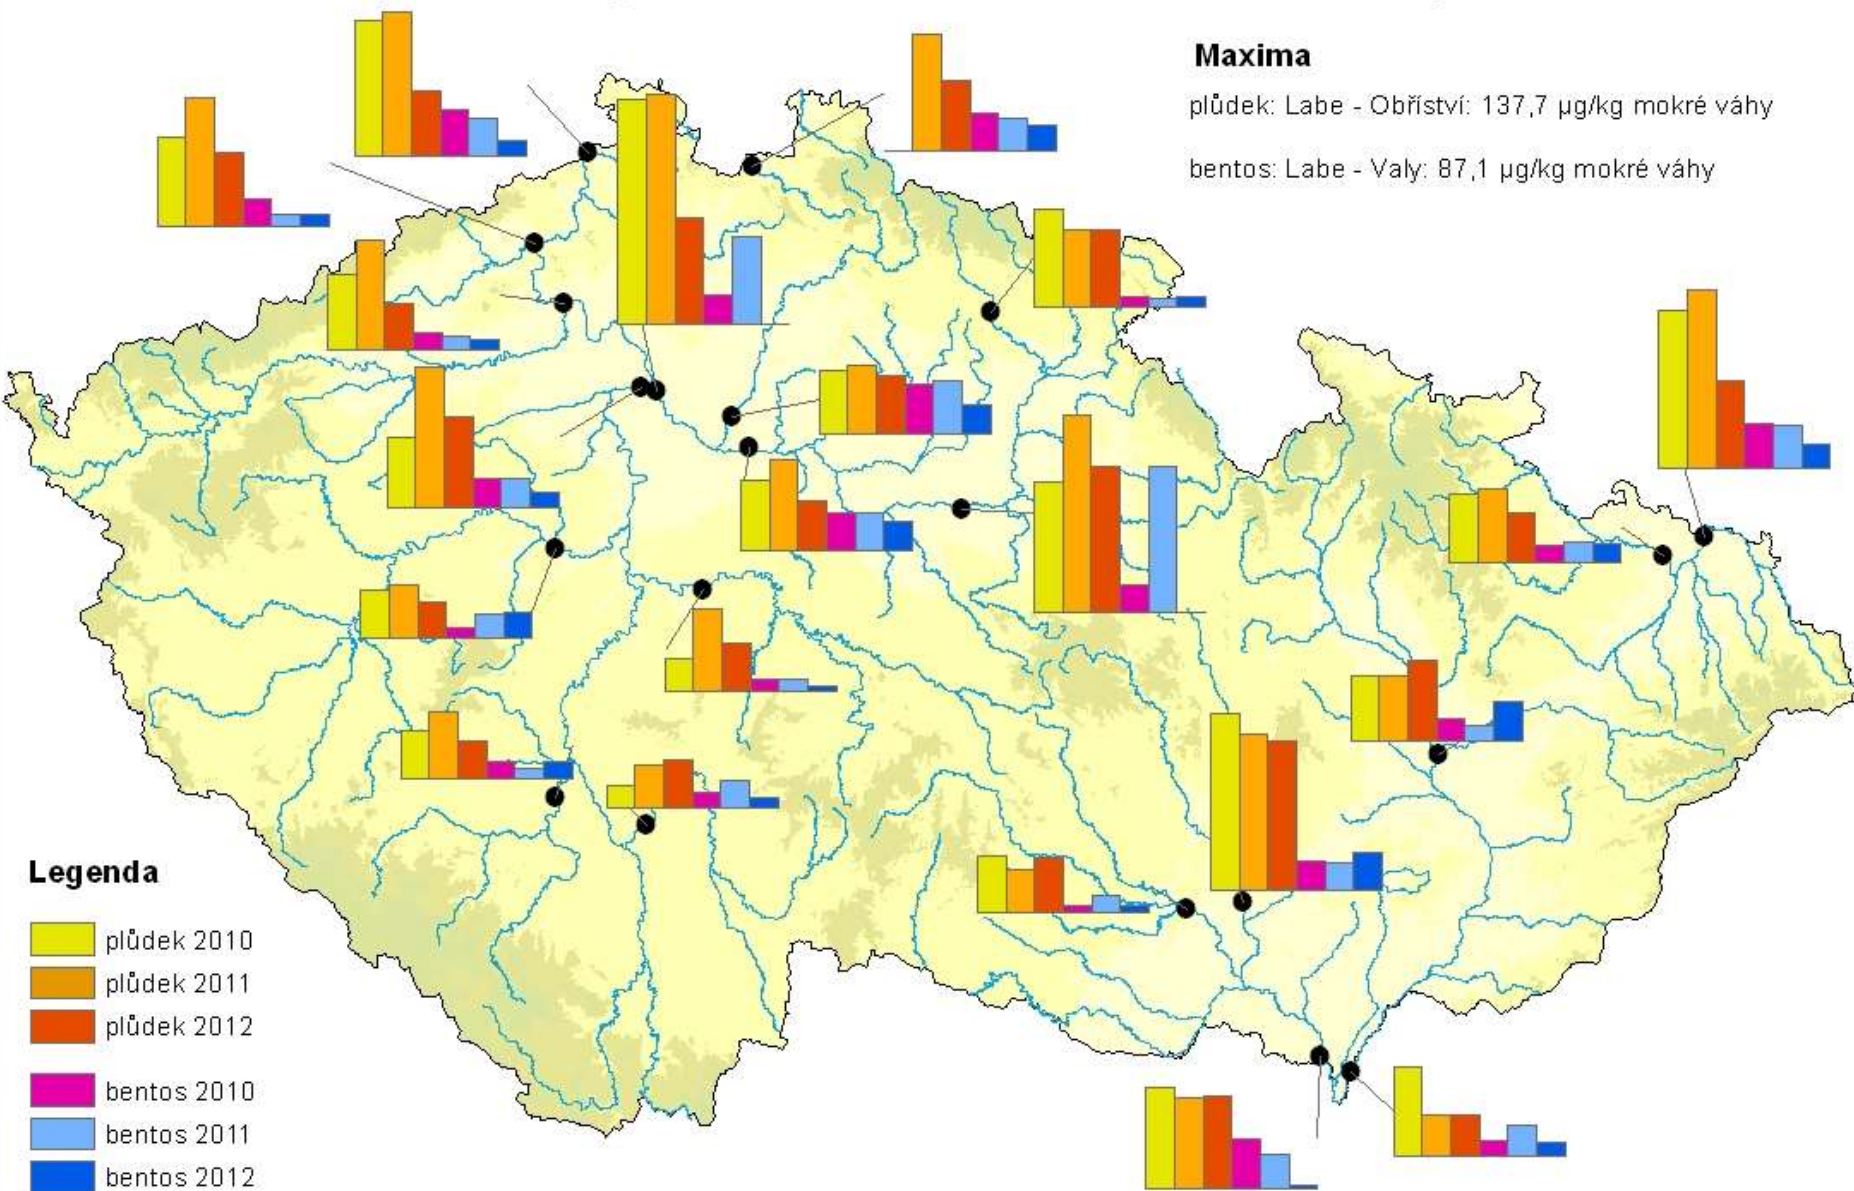 Maxima
plůdek: Labe - Obříství: 137,7 µg/kg mokré váhy
bentos: Labe - Valy: 87,1 µg/kg mokré váhy
Legenda
plůdek 2010
plůdek 2011
plůdek 2012
bentos 2010
bentos 2011
bentos 2012